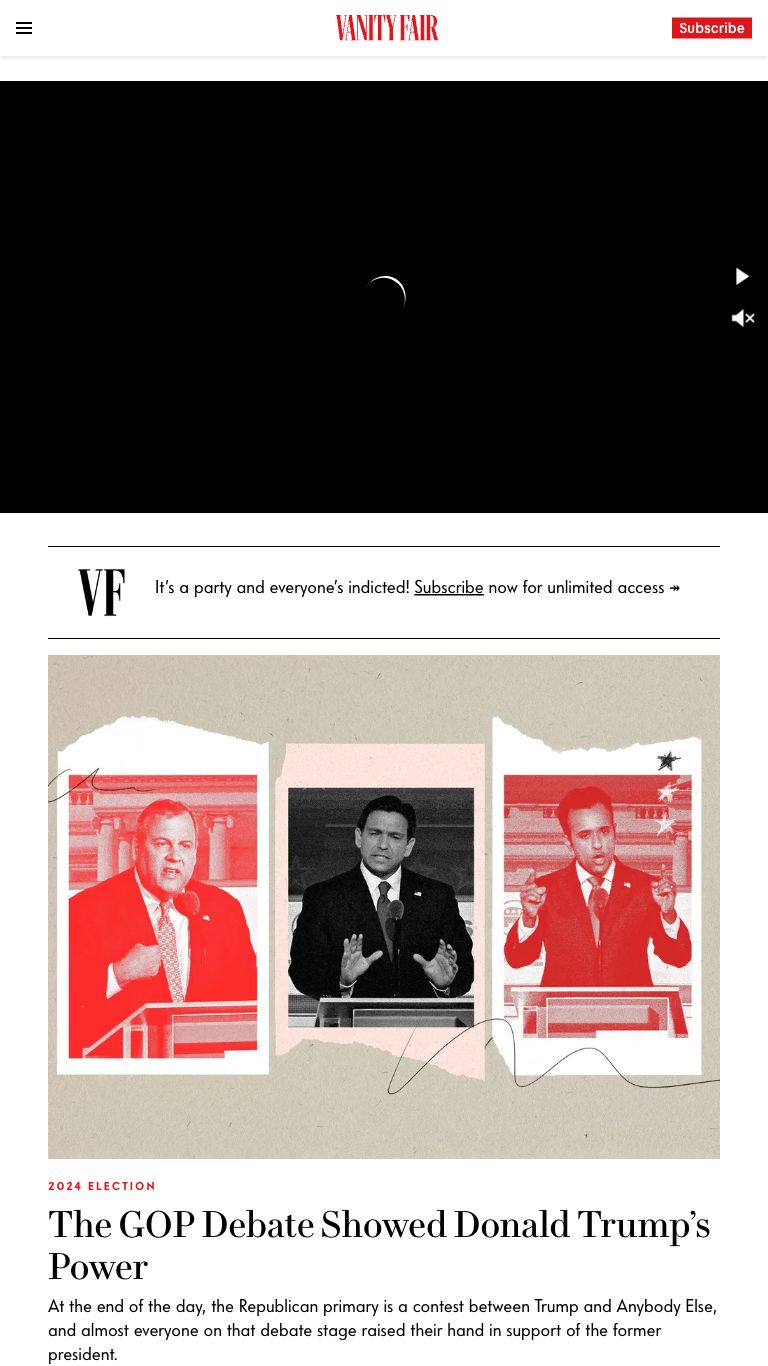 VANITY FAIR
Subscribe
VF
It's a party and everyone's indicted! Subscribe now for unlimited access ↠
2024 ELECTION
The GOP Debate Showed Donald Trump's
Power
At the end of the day, the Republican primary is a contest between Trump and Anybody Else,
and almost everyone on that debate stage raised their hand in support of the former
president.